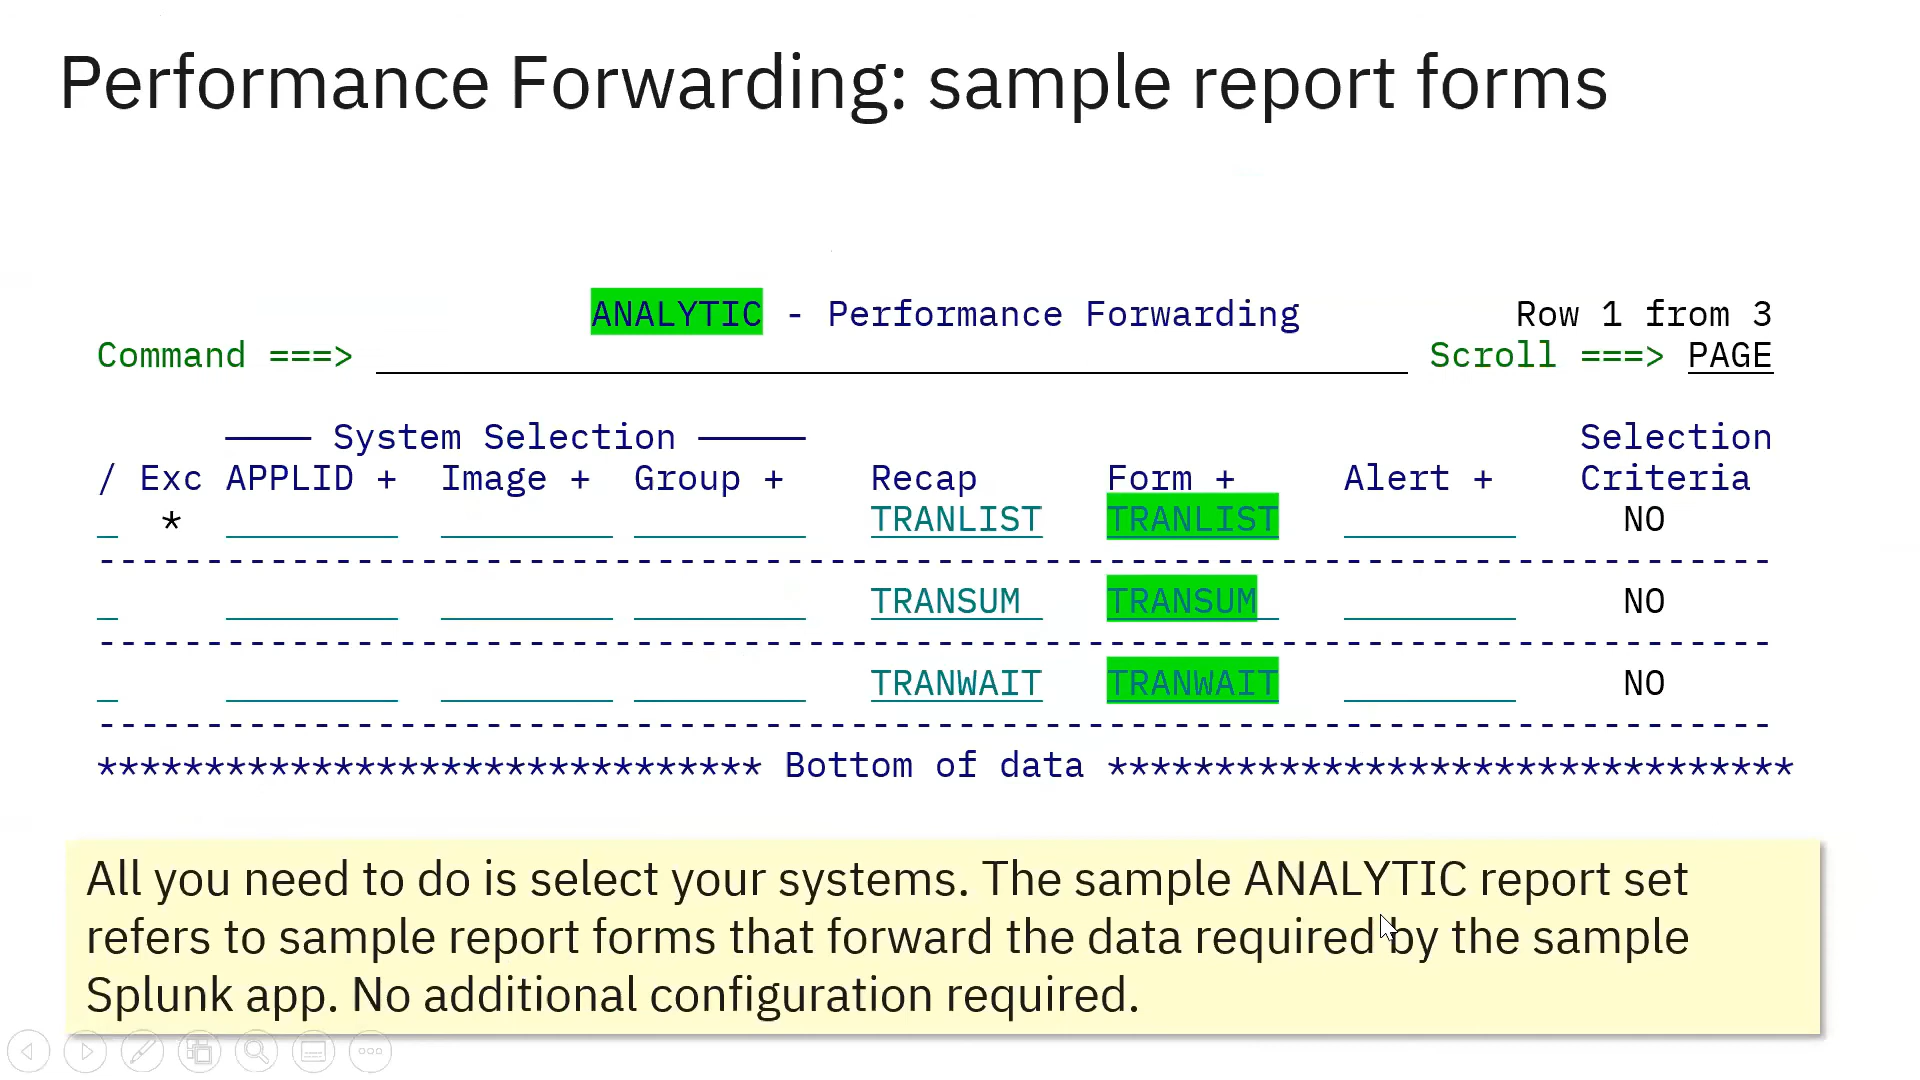 Performance Forwarding: sample report forms
ANALYTIC - Performance Forwarding Row 1 from 3
Command ===> Scroll ===> PAGE
System Selection Selection
/ Exc APPLID + Image + Group + Recap Form + Alert + Criteria
_ * TRANLIST TRANLIST NO
_ TRANSUM TRANSUM NO
_ TRANWAIT TRANWAIT NO
******************************* Bottom of data ********************************
All you need to do is select your systems. The sample ANALYTIC report set
refers to sample report forms that forward the data required by the sample
Splunk app. No additional configuration required.